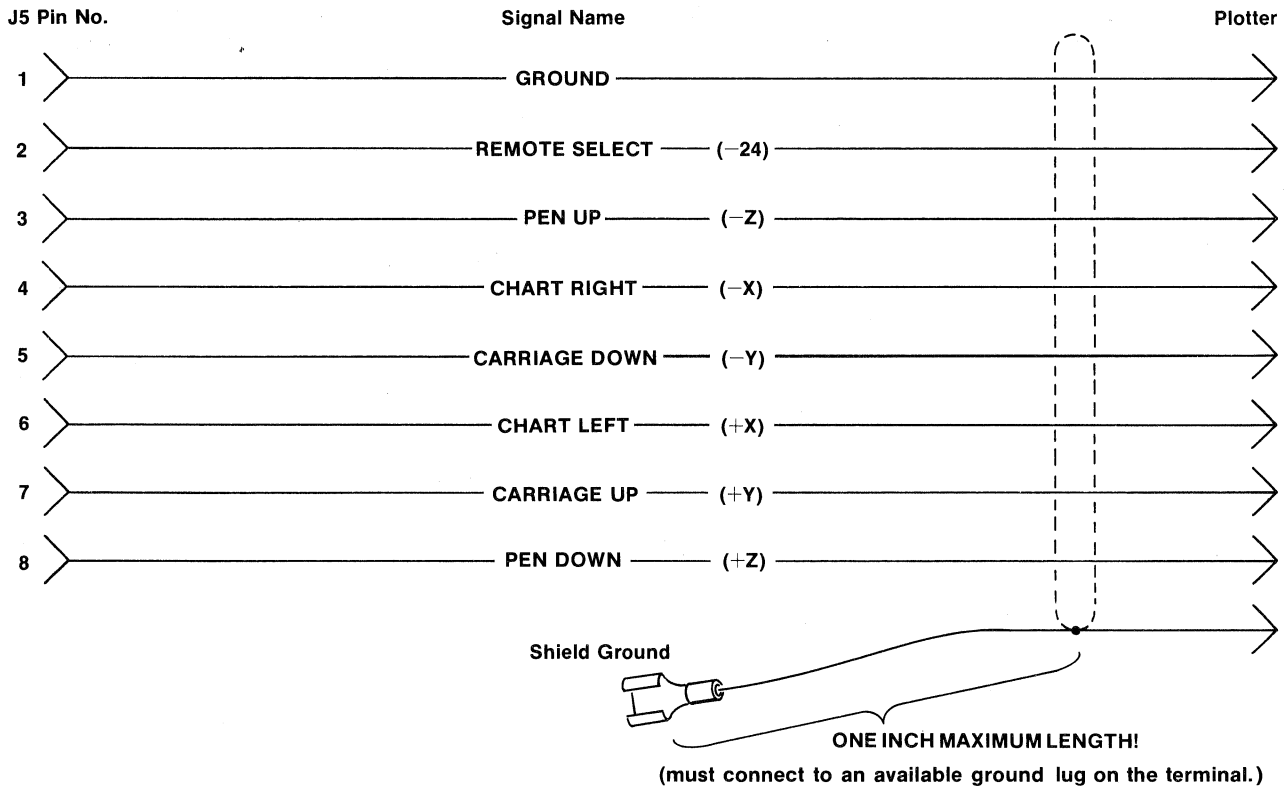 J5 Pin No. Signal Name Plotter
1 GROUND
2 REMOTE SELECT (−24)
3 PEN UP (−Z)
4 CHART RIGHT (−X)
5 CARRIAGE DOWN (−Y)
6 CHART LEFT (+X)
7 CARRIAGE UP (+Y)
8 PEN DOWN (+Z)
Shield Ground
ONE INCH MAXIMUM LENGTH!
(must connect to an available ground lug on the terminal.)